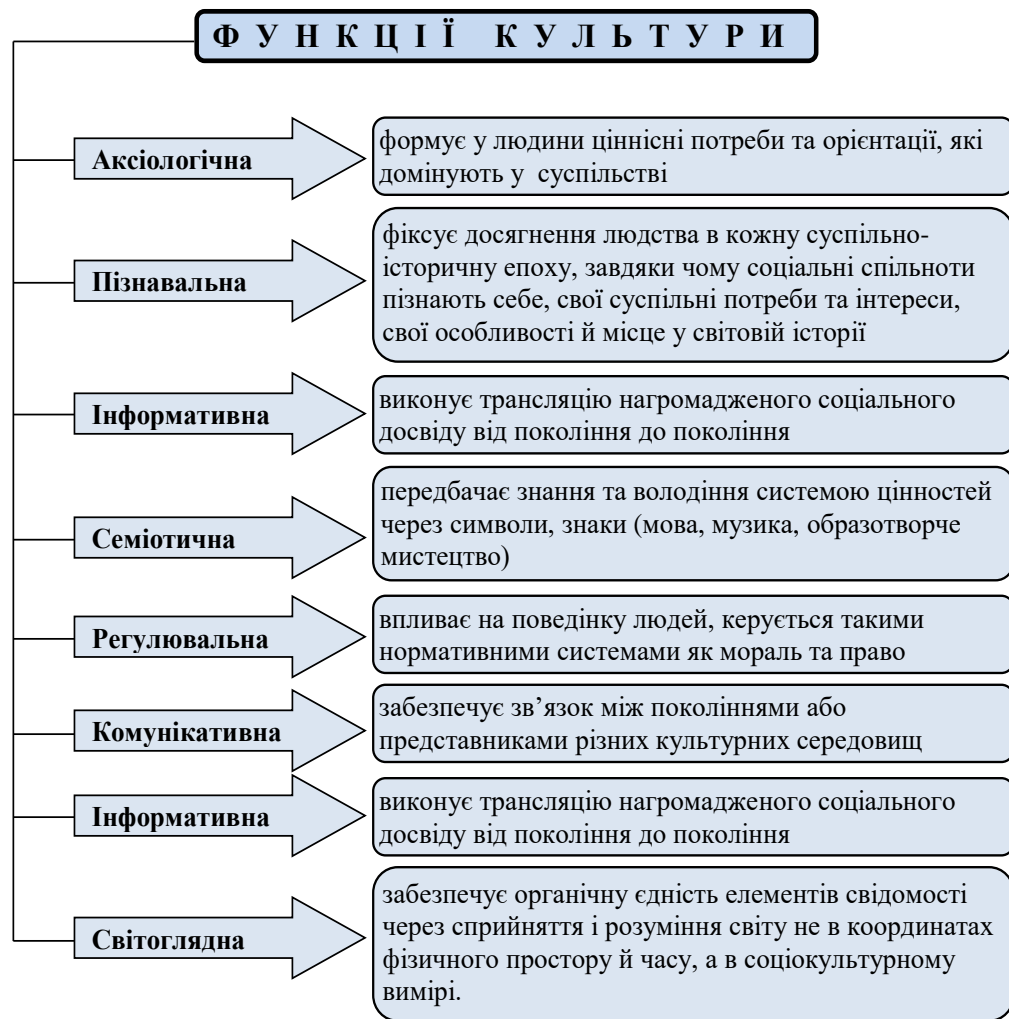 Ф У Н К Ц І Ї К У Л Ь Т У Р И
Аксіологічна
формує у людини ціннісні потреби та орієнтації, які
домінують у суспільстві
Пізнавальна
фіксує досягнення людства в кожну суспільно-
історичну епоху, завдяки чому соціальні спільноти
пізнають себе, свої суспільні потреби та інтереси,
свої особливості й місце у світовій історії
Інформативна
виконує трансляцію нагромадженого соціального
досвіду від покоління до покоління
Семіотична
передбачає знання та володіння системою цінностей
через символи, знаки (мова, музика, образотворче
мистецтво)
Регулювальна
впливає на поведінку людей, керується такими
нормативними системами як мораль та право
Комунікативна
забезпечує зв’язок між поколіннями або
представниками різних культурних середовищ
Інформативна
виконує трансляцію нагромадженого соціального
досвіду від покоління до покоління
Світоглядна
забезпечує органічну єдність елементів свідомості
через сприйняття і розуміння світу не в координатах
фізичного простору й часу, а в соціокультурному
вимірі.